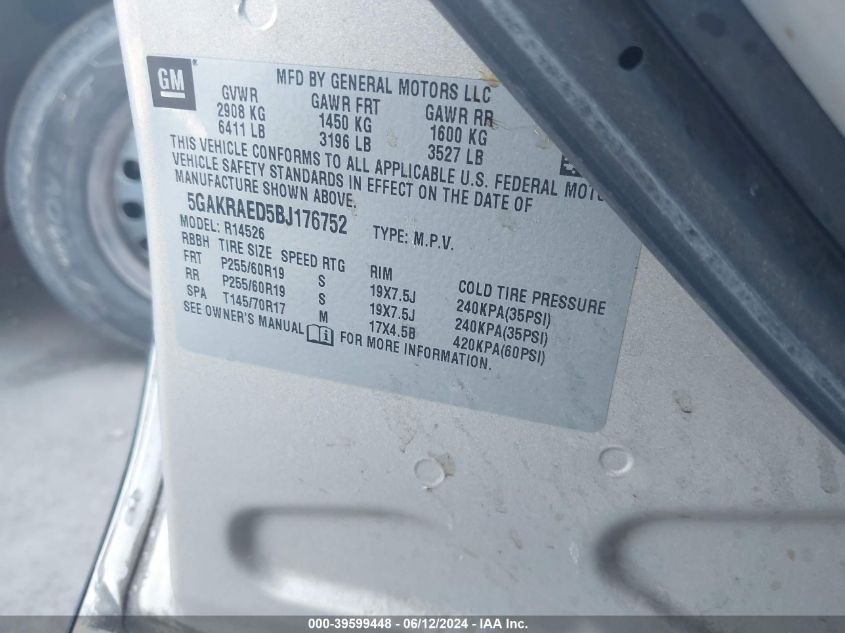 GM
MFD BY GENERAL MOTORS LLC
GVWR GAWR FRT GAWR RR
2908 KG 1450 KG 1600 KG
6411 LB 3196 LB 3527 LB
THIS VEHICLE CONFORMS TO ALL APPLICABLE U.S. FEDERAL
VEHICLE SAFETY STANDARDS IN EFFECT ON THE DATE OF
MANUFACTURE SHOWN ABOVE.
5GAKRAED5BJ176752 TYPE: M.P.V.
MODEL: R14526
RBBH TIRE SIZE SPEED RTG RIM COLD TIRE PRESSURE
FRT P255/60R19 S 19X7.5J 240KPA(35PSI)
RR P255/60R19 S 19X7.5J 240KPA(35PSI)
SPA T145/70R17 M 17X4.5B 420KPA(60PSI)
SEE OWNER'S MANUAL FOR MORE INFORMATION.
000-39599448 - 06/12/2024 - IAA Inc.